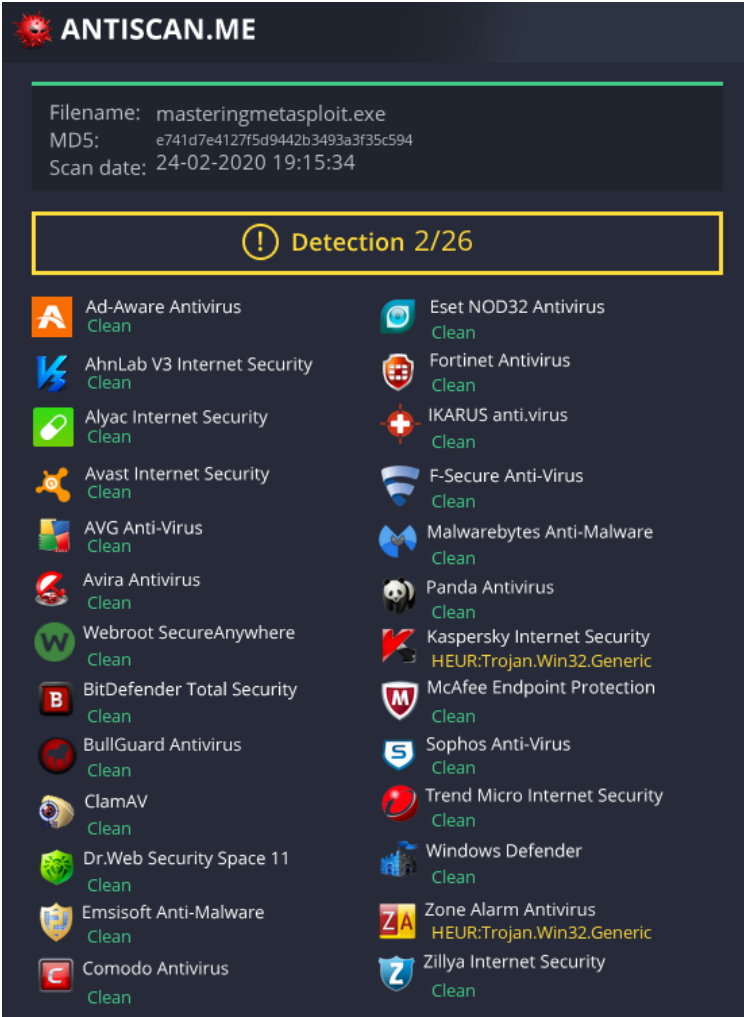 ANTISCAN.ME
Filename: masteringmetasploit.exe
MD5: e741d7e4127f5d9442b3493a3f35c594
Scan date: 24-02-2020 19:15:34
! Detection 2/26
Ad-Aware Antivirus
Clean
AhnLab V3 Internet Security
Clean
Alyac Internet Security
Clean
Avast Internet Security
Clean
AVG Anti-Virus
Clean
Avira Antivirus
Clean
W Webroot SecureAnywhere
Clean
B BitDefender Total Security
Clean
BullGuard Antivirus
Clean
ClamAV
Clean
Dr.Web Security Space 11
Clean
Emsisoft Anti-Malware
Clean
C Comodo Antivirus
Clean
Eset NOD32 Antivirus
Clean
Fortinet Antivirus
Clean
IKARUS anti.virus
Clean
F-Secure Anti-Virus
Clean
Malwarebytes Anti-Malware
Clean
Panda Antivirus
Clean
Kaspersky Internet Security
HEUR:Trojan.Win32.Generic
M McAfee Endpoint Protection
Clean
S Sophos Anti-Virus
Clean
Trend Micro Internet Security
Clean
Windows Defender
Clean
ZA Zone Alarm Antivirus
HEUR:Trojan.Win32.Generic
Z Zillya Internet Security
Clean